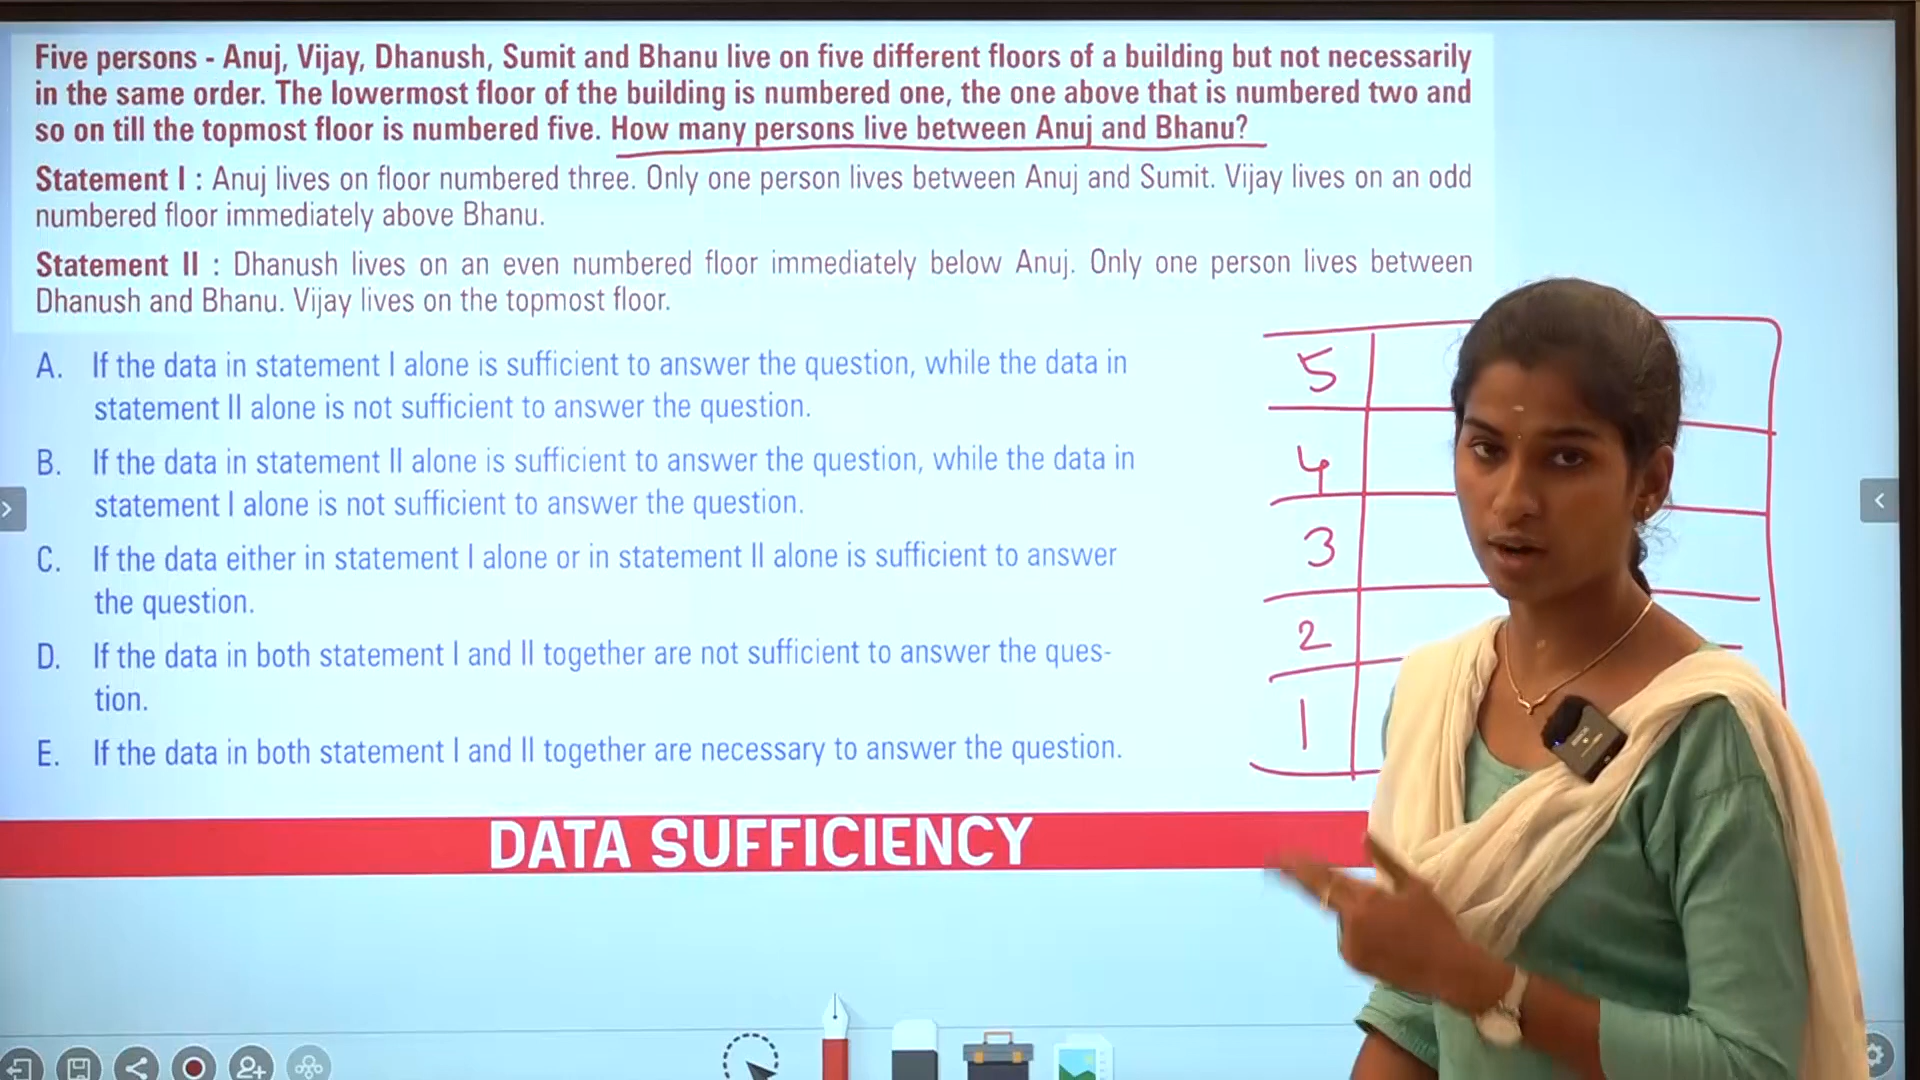 Five persons - Anuj, Vijay, Dhanush, Sumit and Bhanu live on five different floors of a building but not necessarily
in the same order. The lowermost floor of the building is numbered one, the one above that is numbered two and
so on till the topmost floor is numbered five. How many persons live between Anuj and Bhanu?
Statement I : Anuj lives on floor numbered three. Only one person lives between Anuj and Sumit. Vijay lives on an odd
numbered floor immediately above Bhanu.
Statement II : Dhanush lives on an even numbered floor immediately below Anuj. Only one person lives between
Dhanush and Bhanu. Vijay lives on the topmost floor.
A. If the data in statement I alone is sufficient to answer the question, while the data in
statement II alone is not sufficient to answer the question.
B. If the data in statement II alone is sufficient to answer the question, while the data in
statement I alone is not sufficient to answer the question.
C. If the data either in statement I alone or in statement II alone is sufficient to answer
the question.
D. If the data in both statement I and II together are not sufficient to answer the ques-
tion.
E. If the data in both statement I and II together are necessary to answer the question.
5
4
3
2
1
DATA SUFFICIENCY